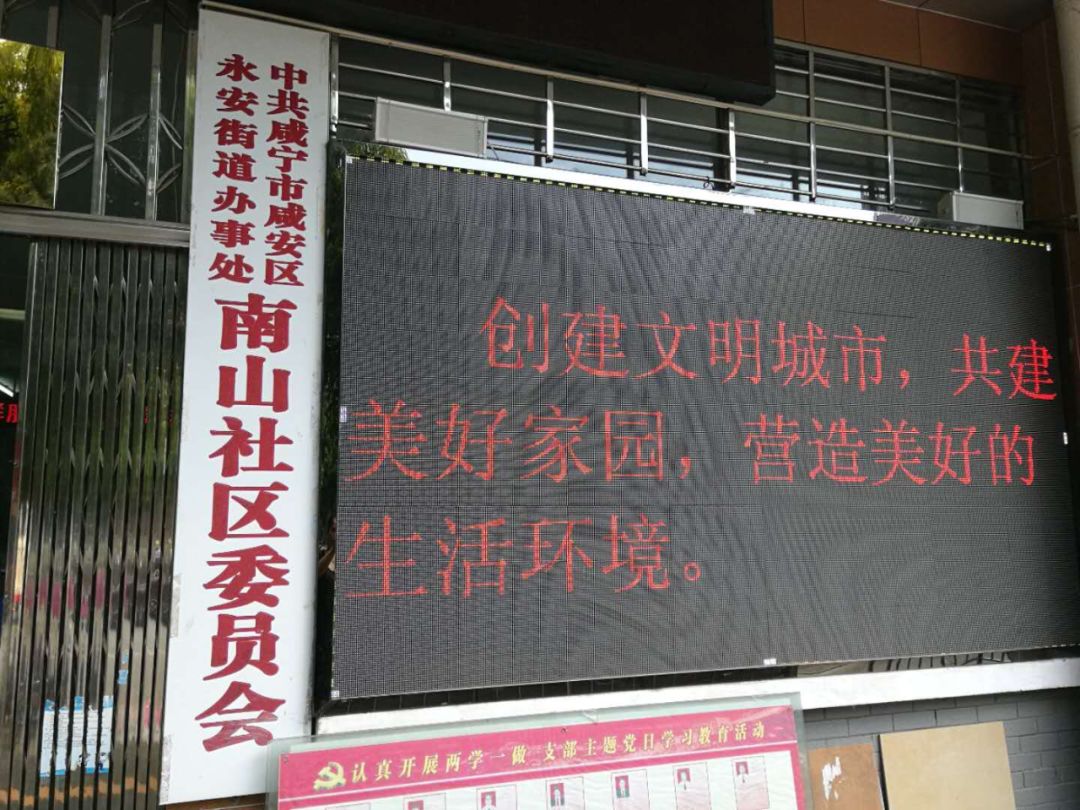 中共咸宁市咸安区
永安街道办事处
南山社区委员会
创建文明城市，共建
美好家园，营造美好的
生活环境。
认真开展两学一做 支部主题党日学习教育活动